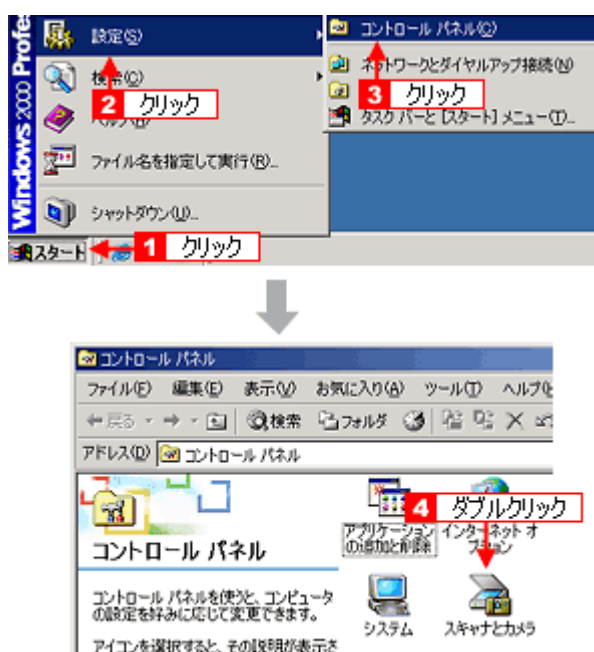 Windows 2000 Profe
設定(S)
コントロール パネル(C)
検索(C)
ネットワークとダイヤルアップ接続(N)
2 クリック
3 クリック
ヘルプ(H)
タスク バーと [スタート] メニュー(T)...
ファイル名を指定して実行(R)...
シャットダウン(U)...
スタート
1 クリック
コントロール パネル
ファイル(F) 編集(E) 表示(V) お気に入り(A) ツール(T) ヘルプ(
戻る 検索 フォルダ
アドレス(D) コントロール パネル
4 ダブルクリック
アプリケーション
の追加と削除
インターネット オ
プション
コントロール パネル
コントロール パネルを使うと、コンピュータ
の設定を好みに応じて変更できます。
システム
スキャナとカメラ
アイコンを選択すると、その説明が表示さ